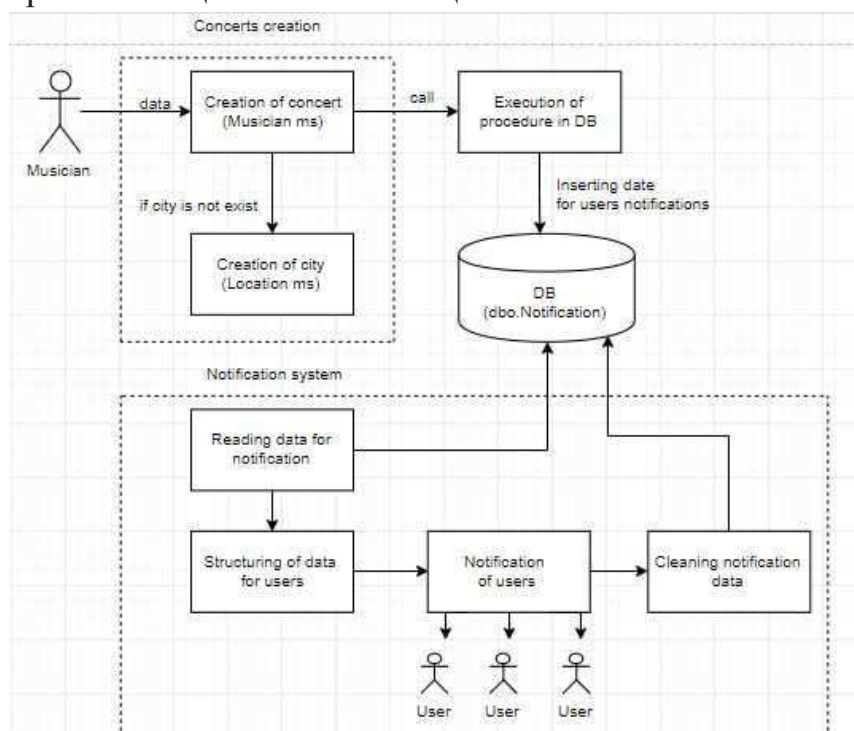 Concerts creation
Musician
data
Creation of concert
(Musician ms)
call
Execution of
procedure in DB
if city is not exist
Creation of city
(Location ms)
Inserting date
for users notifications
DB
(dbo.Notification)
Notification system
Reading data for
notification
Structuring of data
for users
Notification
of users
Cleaning notification
data
User
User
User